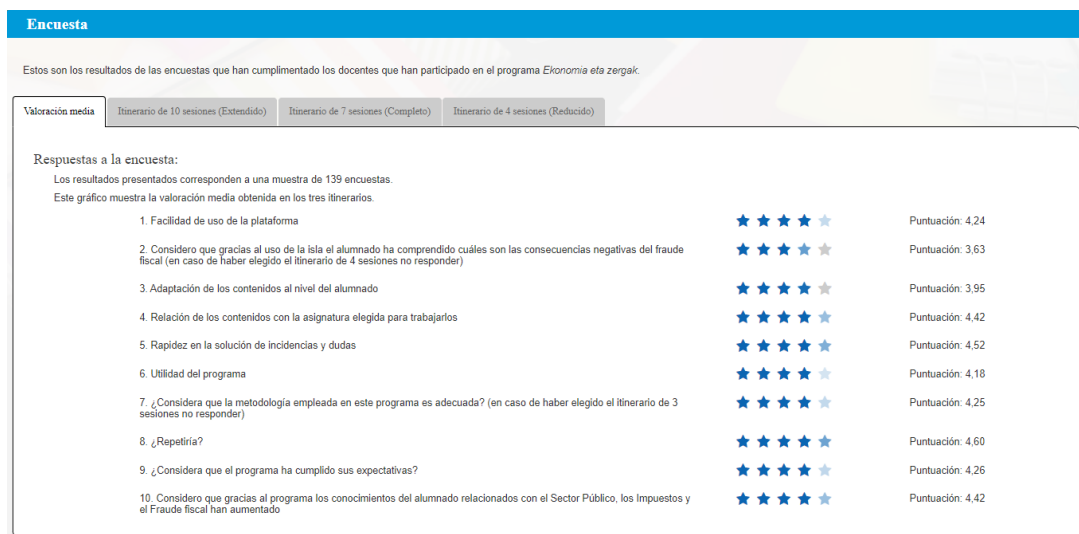 Encuesta
Estos son los resultados de las encuestas que han cumplimentado los docentes que han participado en el programa Ekonomia eta zergak.
Valoración media
Itinerario de 10 sesiones (Extendido)
Itinerario de 7 sesiones (Completo)
Itinerario de 4 sesiones (Reducido)
Respuestas a la encuesta:
Los resultados presentados corresponden a una muestra de 139 encuestas.
Este gráfico muestra la valoración media obtenida en los tres itinerarios.
1. Facilidad de uso de la plataforma
Puntuación: 4,24
2. Considero que gracias al uso de la isla el alumnado ha comprendido cuáles son las consecuencias negativas del fraude
fiscal (en caso de haber elegido el itinerario de 4 sesiones no responder)
Puntuación: 3,63
3. Adaptación de los contenidos al nivel del alumnado
Puntuación: 3,95
4. Relación de los contenidos con la asignatura elegida para trabajarlos
Puntuación: 4,42
5. Rapidez en la solución de incidencias y dudas
Puntuación: 4,52
6. Utilidad del programa
Puntuación: 4,18
7. ¿Considera que la metodología empleada en este programa es adecuada? (en caso de haber elegido el itinerario de 3
sesiones no responder)
Puntuación: 4,25
8. ¿Repetiría?
Puntuación: 4,60
9. ¿Considera que el programa ha cumplido sus expectativas?
Puntuación: 4,26
10. Considero que gracias al programa los conocimientos del alumnado relacionados con el Sector Público, los Impuestos y
el Fraude fiscal han aumentado
Puntuación: 4,42